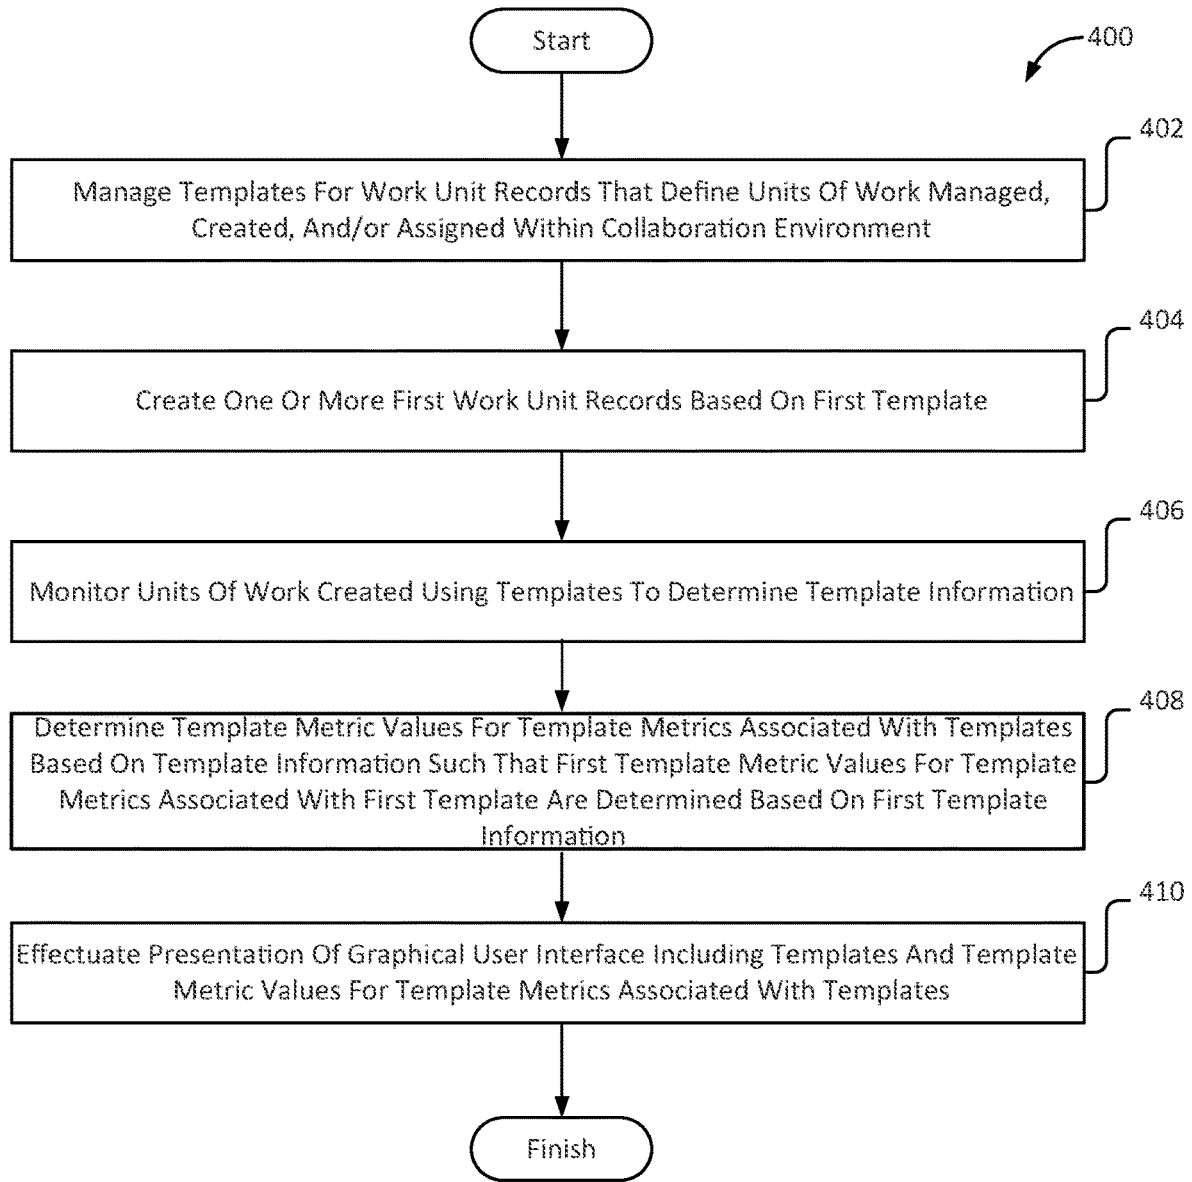 Start
400
402
Manage Templates For Work Unit Records That Define Units Of Work Managed,
Created, And/or Assigned Within Collaboration Environment
404
Create One Or More First Work Unit Records Based On First Template
406
Monitor Units Of Work Created Using Templates To Determine Template Information
408
Determine Template Metric Values For Template Metrics Associated With Templates
Based On Template Information Such That First Template Metric Values For Template
Metrics Associated With First Template Are Determined Based On First Template
Information
410
Effectuate Presentation Of Graphical User Interface Including Templates And Template
Metric Values For Template Metrics Associated With Templates
Finish